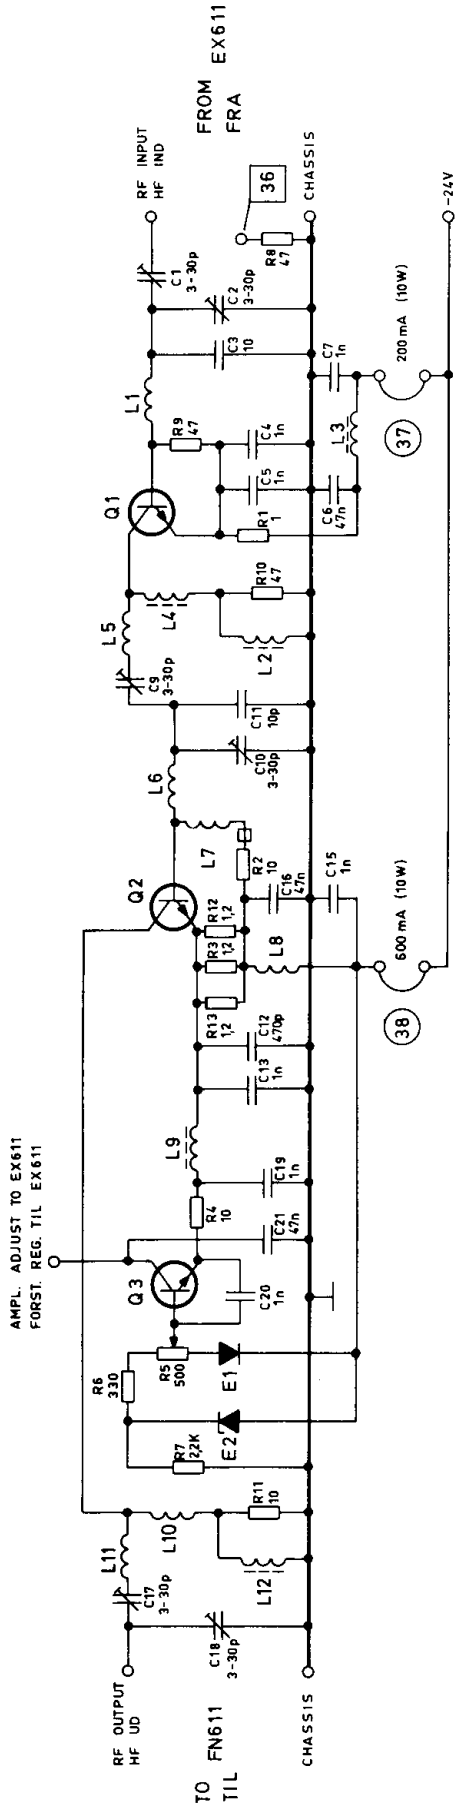 AMPL. ADJUST TO EX611
FORST. REG. TIL EX611
RF OUTPUT
HF UD
TO FN611
TIL
CHASSIS
C17
3-30p
L11
C18
3-30p
L10
L12
R11
10
R7
2,2K
E2
R6
330
R5
500
E1
Q3
C20
1n
R4
10
C21
47n
C19
1n
L9
C13
1n
C12
470p
R13
1,2
R3
1,2
R12
1,2
Q2
L8
R2
10
C16
47n
C15
1n
L7
L6
600 mA (10W)
38
C10
3-30p
C11
10p
C9
3-30p
L5
L4
L2
R10
47
Q1
R1
1
C5
1n
C4
1n
R9
47
L1
C6
47n
L3
C7
1n
37
200 mA (10W)
C3
10
C2
3-30p
C1
3-30p
R8
47
36
RF INPUT
HF IND
FROM EX611
FRA
CHASSIS
-24V